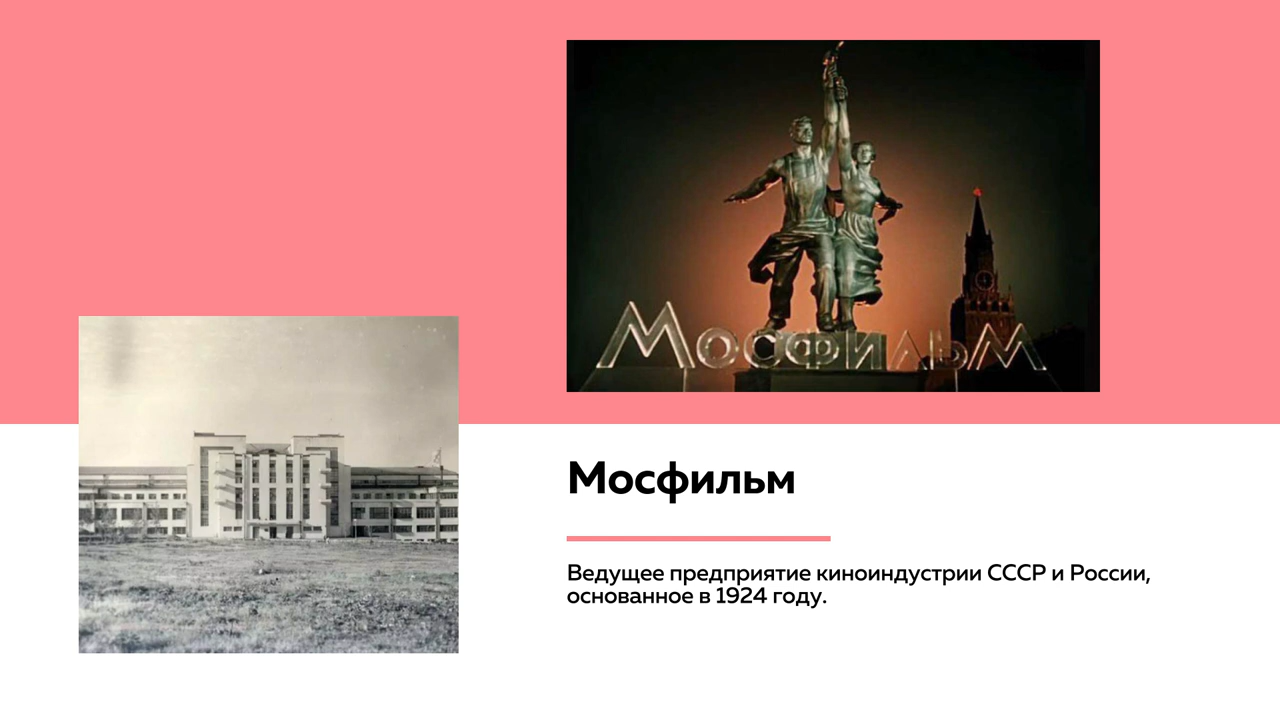 Мосфильм
Мосфильм
Ведущее предприятие киноиндустрии СССР и России,
основанное в 1924 году.